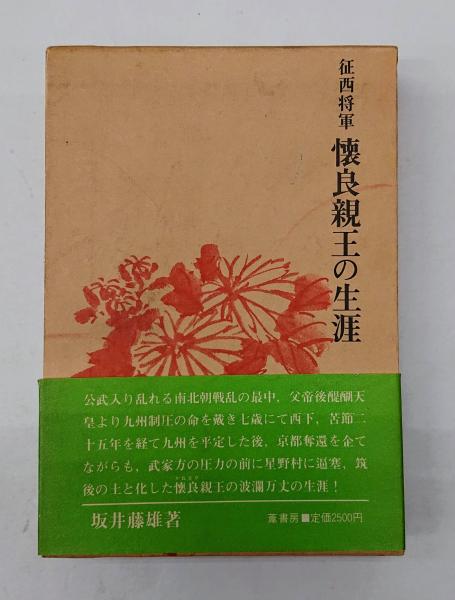 征西将軍
懐良親王の生涯
公武入り乱れる南北朝戦乱の最中，父帝後醍醐天
皇より九州制圧の命を戴き七歳にて西下，苦節二
十五年を経て九州を平定した後，京都奪還を企て
ながらも，武家方の圧力の前に星野村に逼塞，筑
後の土と化した懐良親王の波瀾万丈の生涯！
坂井藤雄著
葦書房■定価2500円